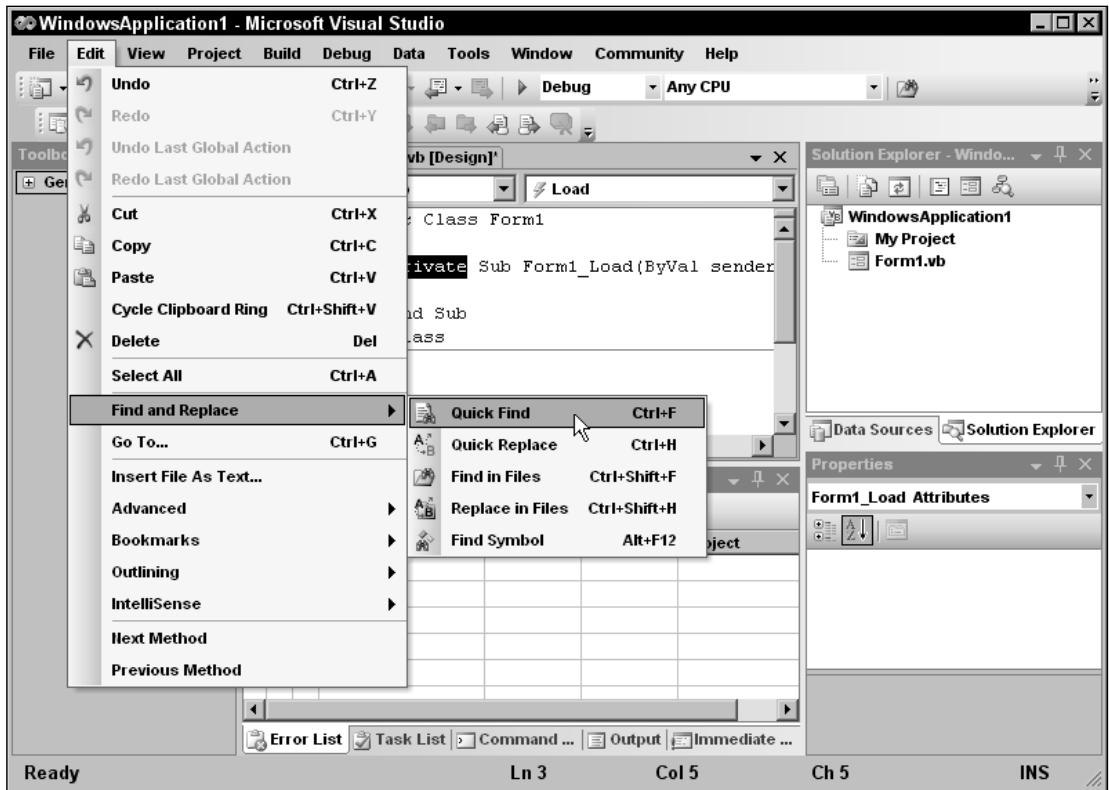 WindowsApplication1 - Microsoft Visual Studio
File Edit View Project Build Debug Data Tools Window Community Help
Debug Any CPU
Undo Ctrl+Z
Redo Ctrl+Y
Undo Last Global Action
Redo Last Global Action
Cut Ctrl+X
Copy Ctrl+C
Paste Ctrl+V
Cycle Clipboard Ring Ctrl+Shift+V
Delete Del
Select All Ctrl+A
Find and Replace
Go To... Ctrl+G
Insert File As Text...
Advanced
Bookmarks
Outlining
IntelliSense
Next Method
Previous Method
Quick Find Ctrl+F
Quick Replace Ctrl+H
Find in Files Ctrl+Shift+F
Replace in Files Ctrl+Shift+H
Find Symbol Alt+F12
Toolbo
Ge
vb [Design]*
Load
Class Form1
ivate Sub Form1_Load(ByVal sender
nd Sub
lass
oject
Solution Explorer - Windo...
WindowsApplication1
My Project
Form1.vb
Data Sources Solution Explorer
Properties
Form1_Load Attributes
Error List Task List Command ... Output Immediate ...
Ready Ln 3 Col 5 Ch 5 INS